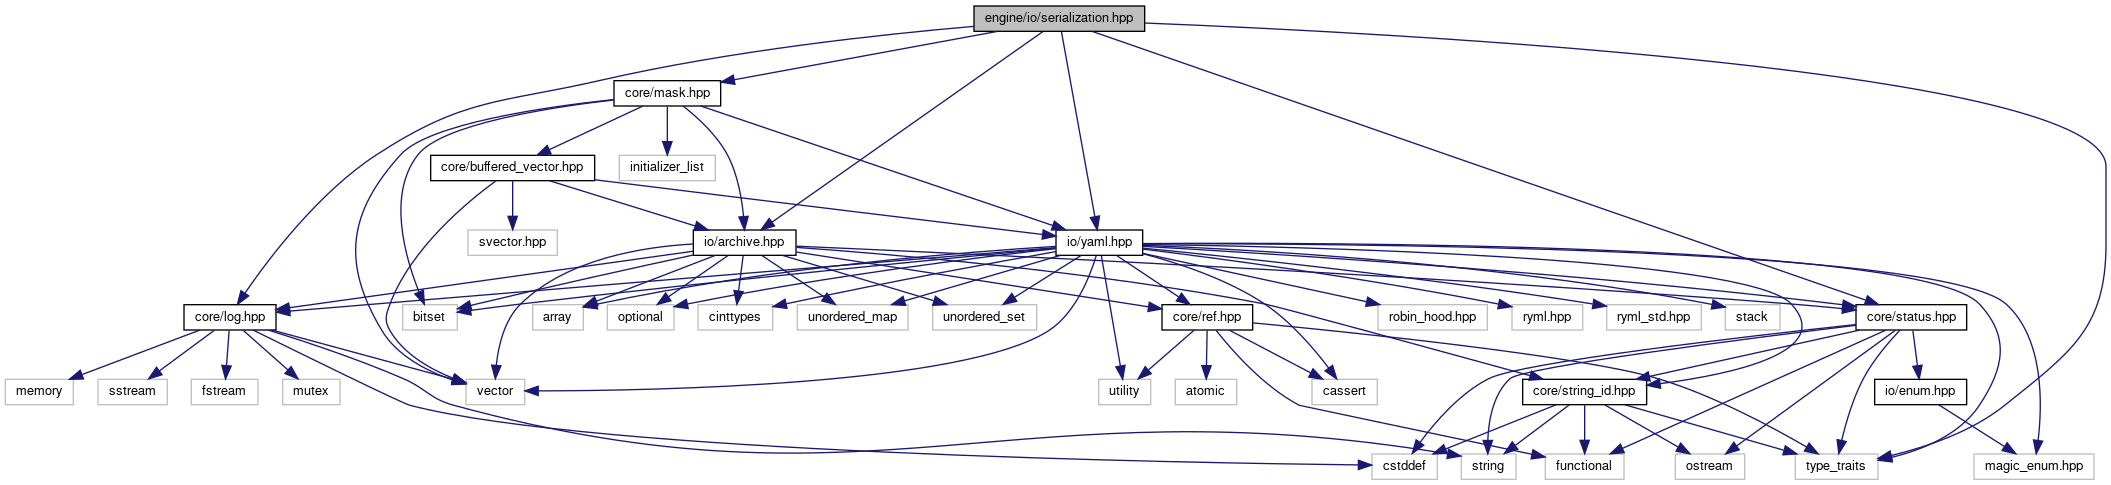 engine/io/serialization.hpp
core/mask.hpp
core/buffered_vector.hpp
initializer_list
svector.hpp
io/archive.hpp
io/yaml.hpp
core/log.hpp
bitset
array
optional
cinttypes
unordered_map
unordered_set
core/ref.hpp
robin_hood.hpp
ryml.hpp
ryml_std.hpp
stack
core/status.hpp
memory
sstream
fstream
mutex
vector
utility
atomic
cassert
core/string_id.hpp
io/enum.hpp
cstddef
string
functional
ostream
type_traits
magic_enum.hpp